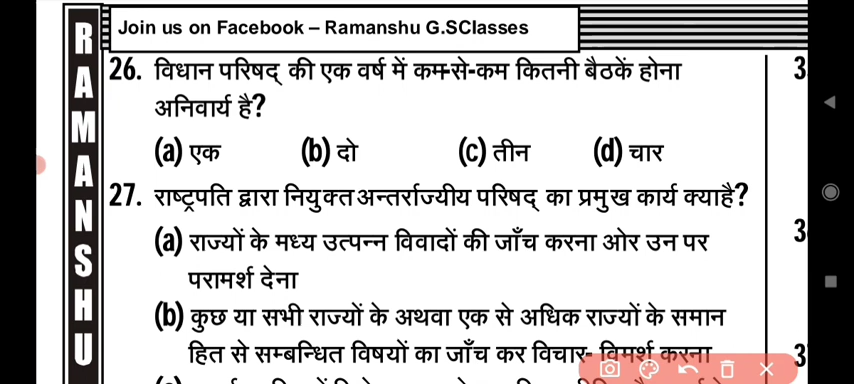 Join us on Facebook – Ramanshu G.SClasses
RAMANSHU
26. विधान परिषद् की एक वर्ष में कम-से-कम कितनी बैठकें होना
अनिवार्य है?
(a) एक (b) दो (c) तीन (d) चार
27. राष्ट्रपति द्वारा नियुक्त अन्तर्राज्यीय परिषद् का प्रमुख कार्य क्याहै?
(a) राज्यों के मध्य उत्पन्न विवादों की जाँच करना ओर उन पर
परामर्श देना
(b) कुछ या सभी राज्यों के अथवा एक से अधिक राज्यों के समान
हित से सम्बन्धित विषयों का जाँच कर विचार- विमर्श करना
3
3
3